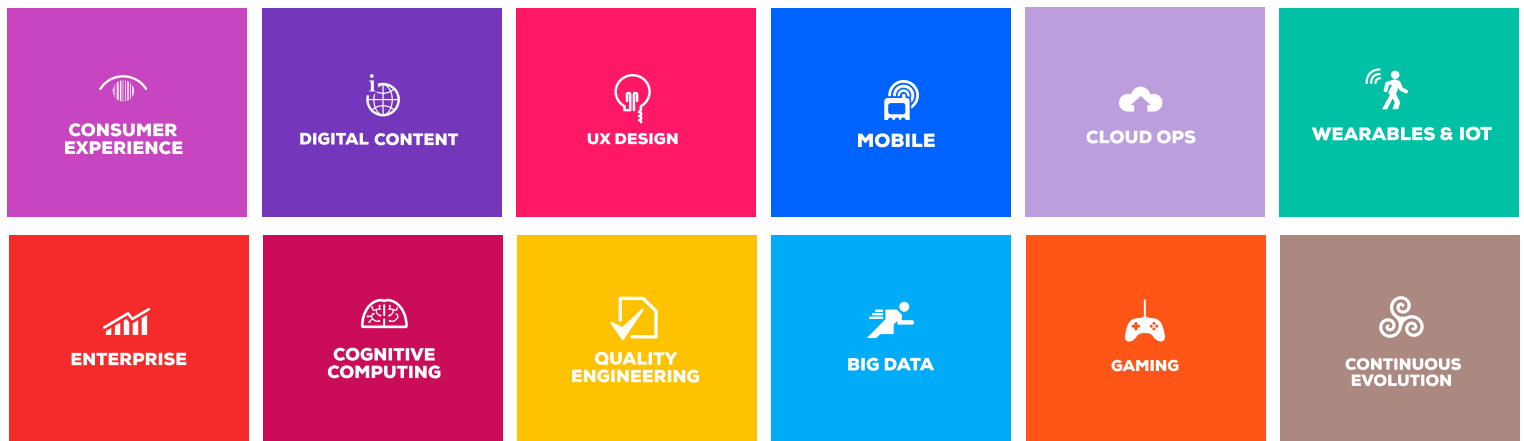 CONSUMER
EXPERIENCE
DIGITAL CONTENT
UX DESIGN
MOBILE
CLOUD OPS
WEARABLES & IOT
ENTERPRISE
COGNITIVE
COMPUTING
QUALITY
ENGINEERING
BIG DATA
GAMING
CONTINUOUS
EVOLUTION